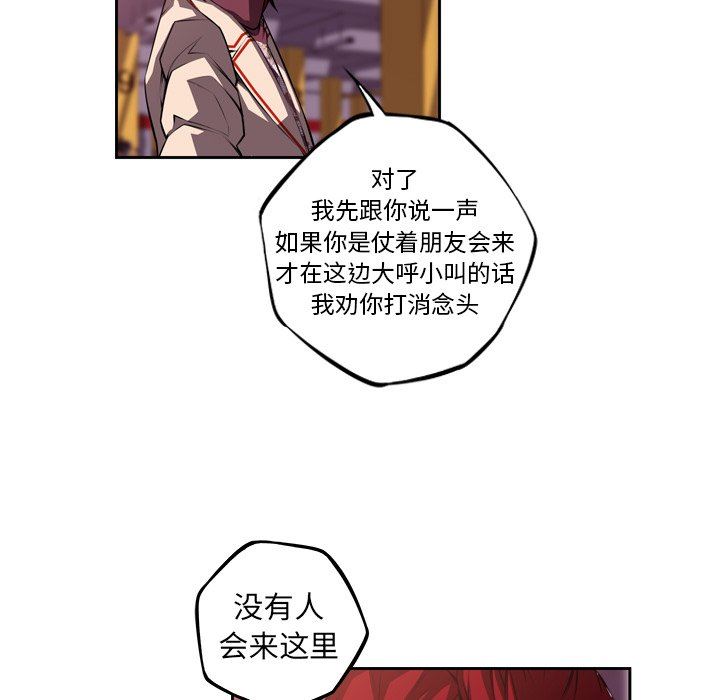 对了
我先跟你说一声
如果你是仗着朋友会来
才在这边大呼小叫的话
我劝你打消念头
没有人
会来这里